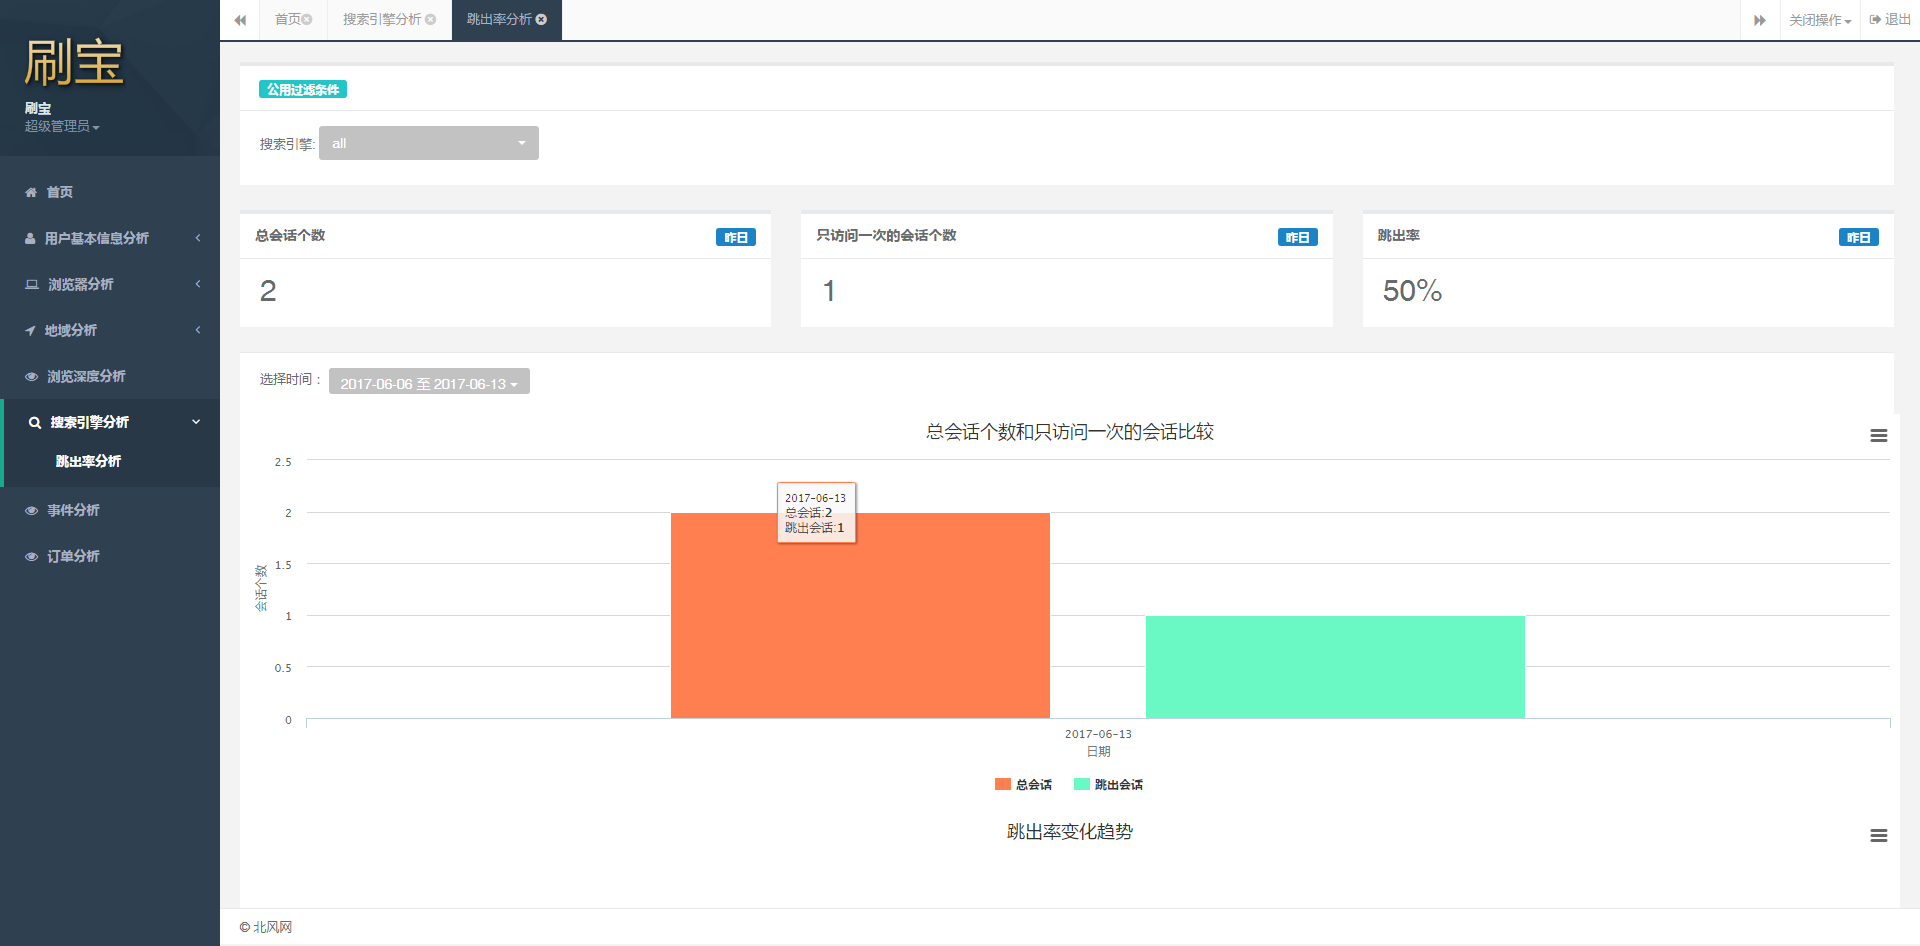 刷宝
刷宝
超级管理员
首页
用户基本信息分析
浏览器分析
地域分析
浏览深度分析
搜索引擎分析
跳出率分析
事件分析
订单分析
首页
搜索引擎分析
跳出率分析
关闭操作
退出
公用过滤条件
搜索引擎: all
总会话个数 昨日
2
只访问一次的会话个数 昨日
1
跳出率 昨日
50%
选择时间： 2017-06-06 至 2017-06-13
总会话个数和只访问一次的会话比较
会话个数
2.5
2
1.5
1
0.5
0
2017-06-13
总会话:2
跳出会话:1
2017-06-13
日期
总会话 跳出会话
跳出率变化趋势
© 北风网